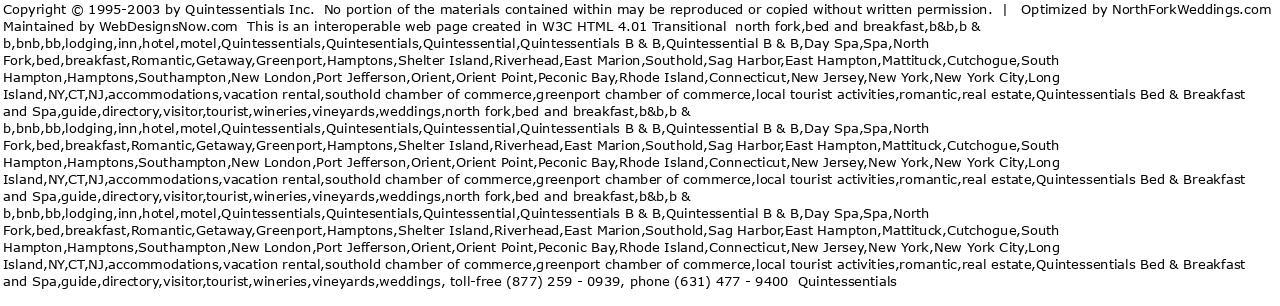 Copyright © 1995-2003 by Quintessentials Inc.  No portion of the materials contained within may be reproduced or copied without written permission.  |   Optimized by NorthForkWeddings.com
Maintained by WebDesignsNow.com  This is an interoperable web page created in W3C HTML 4.01 Transitional  north fork,bed and breakfast,b&b,b &
b,bnb,bb,lodging,inn,hotel,motel,Quintessentials,Quintesentials,Quintessential,Quintessentials B & B,Quintessential B & B,Day Spa,Spa,North
Fork,bed,breakfast,Romantic,Getaway,Greenport,Hamptons,Shelter Island,Riverhead,East Marion,Southold,Sag Harbor,East Hampton,Mattituck,Cutchogue,South
Hampton,Hamptons,Southampton,New London,Port Jefferson,Orient,Orient Point,Peconic Bay,Rhode Island,Connecticut,New Jersey,New York,New York City,Long
Island,NY,CT,NJ,accommodations,vacation rental,southold chamber of commerce,greenport chamber of commerce,local tourist activities,romantic,real estate,Quintessentials Bed & Breakfast
and Spa,guide,directory,visitor,tourist,wineries,vineyards,weddings,north fork,bed and breakfast,b&b,b &
b,bnb,bb,lodging,inn,hotel,motel,Quintessentials,Quintesentials,Quintessential,Quintessentials B & B,Quintessential B & B,Day Spa,Spa,North
Fork,bed,breakfast,Romantic,Getaway,Greenport,Hamptons,Shelter Island,Riverhead,East Marion,Southold,Sag Harbor,East Hampton,Mattituck,Cutchogue,South
Hampton,Hamptons,Southampton,New London,Port Jefferson,Orient,Orient Point,Peconic Bay,Rhode Island,Connecticut,New Jersey,New York,New York City,Long
Island,NY,CT,NJ,accommodations,vacation rental,southold chamber of commerce,greenport chamber of commerce,local tourist activities,romantic,real estate,Quintessentials Bed & Breakfast
and Spa,guide,directory,visitor,tourist,wineries,vineyards,weddings,north fork,bed and breakfast,b&b,b &
b,bnb,bb,lodging,inn,hotel,motel,Quintessentials,Quintesentials,Quintessential,Quintessentials B & B,Quintessential B & B,Day Spa,Spa,North
Fork,bed,breakfast,Romantic,Getaway,Greenport,Hamptons,Shelter Island,Riverhead,East Marion,Southold,Sag Harbor,East Hampton,Mattituck,Cutchogue,South
Hampton,Hamptons,Southampton,New London,Port Jefferson,Orient,Orient Point,Peconic Bay,Rhode Island,Connecticut,New Jersey,New York,New York City,Long
Island,NY,CT,NJ,accommodations,vacation rental,southold chamber of commerce,greenport chamber of commerce,local tourist activities,romantic,real estate,Quintessentials Bed & Breakfast
and Spa,guide,directory,visitor,tourist,wineries,vineyards,weddings, toll-free (877) 259 - 0939, phone (631) 477 - 9400  Quintessentials